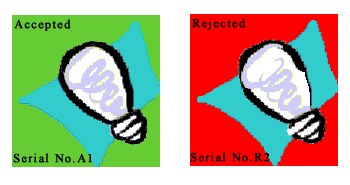 Accepted
Serial No.A1
Rejected
Serial No.R2